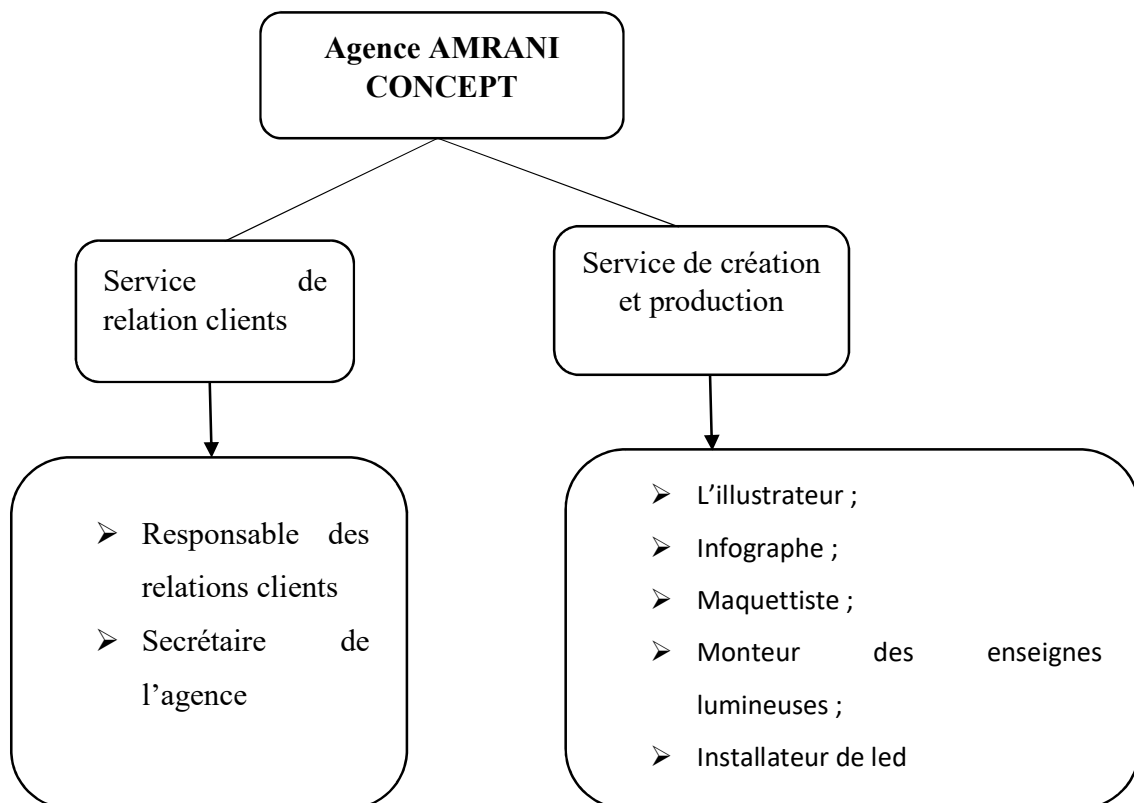 Agence AMRANI
CONCEPT
Service de
relation clients
Service de création
et production
➢ Responsable des
relations clients
➢ Secrétaire de
l’agence
➢ L’illustrateur ;
➢ Infographe ;
➢ Maquettiste ;
➢ Monteur des enseignes
lumineuses ;
➢ Installateur de led